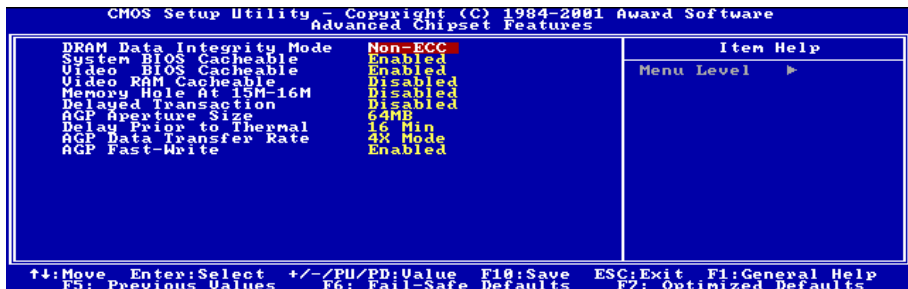 CMOS Setup Utility - Copyright (C) 1984-2001 Award Software
Advanced Chipset Features
DRAM Data Integrity Mode Non-ECC
System BIOS Cacheable Enabled
Video BIOS Cacheable Enabled
Video RAM Cacheable Disabled
Memory Hole At 15M-16M Disabled
Delayed Transaction Disabled
AGP Aperture Size 64MB
Delay Prior to Thermal 16 Min
AGP Data Transfer Rate 4X Mode
AGP Fast-Write Enabled
Item Help
Menu Level ▶
↑↓:Move Enter:Select +/-/PU/PD:Value F10:Save ESC:Exit F1:General Help
F5: Previous Values F6: Fail-Safe Defaults F7: Optimized Defaults